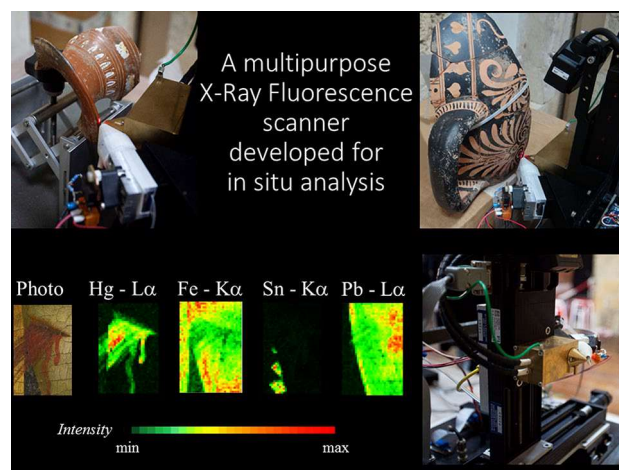 A multipurpose
X-Ray Fluorescence
scanner
developed for
in situ analysis
Photo Hg - Lα Fe - Kα Sn - Kα Pb - Lα
Intensity
min max